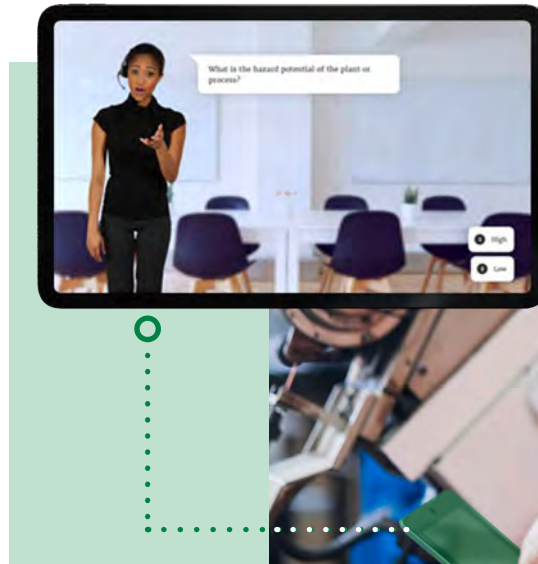 What is the hazard potential of the plant or
process?
High
Low